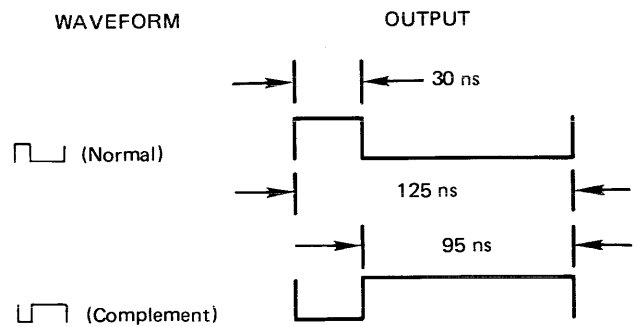 WAVEFORM OUTPUT
30 ns
(Normal)
125 ns
95 ns
(Complement)